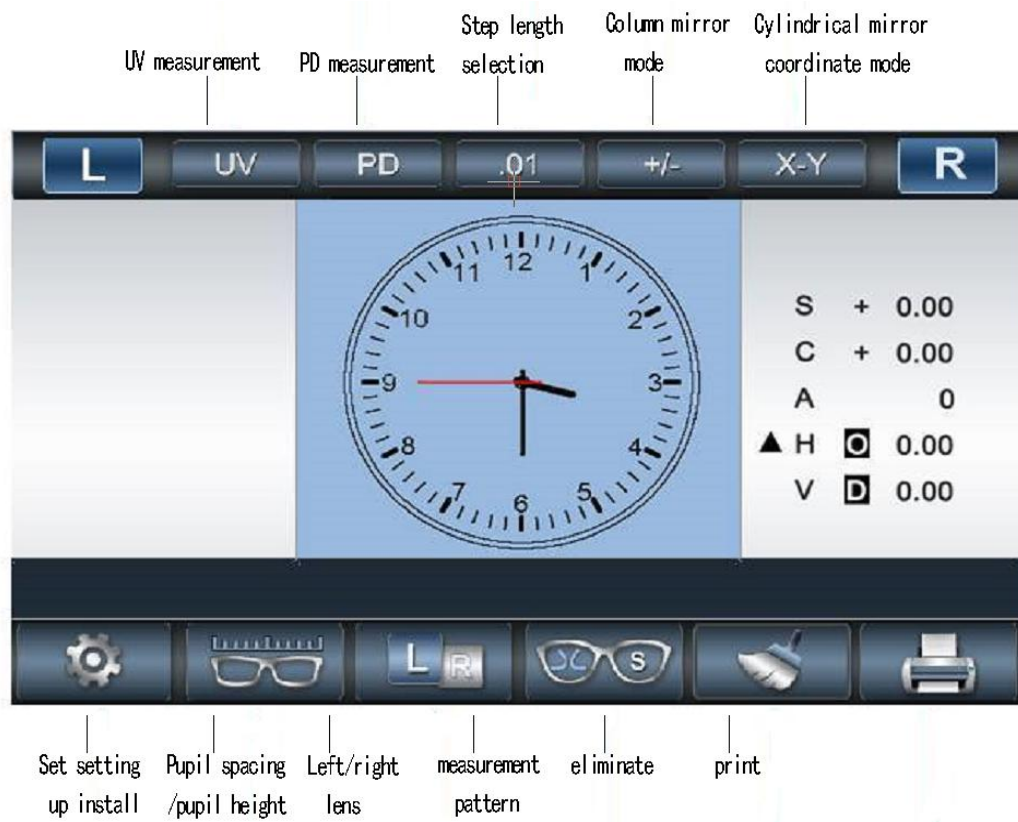 Step length
selection
Column mirror
mode
Cylindrical mirror
coordinate mode
UV measurement
PD measurement
L
UV
PD
.01
+/-
X-Y
R
12
1
2
3
4
5
6
7
8
9
10
11
S + 0.00
C + 0.00
A 0
▲ H O 0.00
V D 0.00
L R
S
Set setting
up install
Pupil spacing
/pupil height
Left/right
lens
measurement
pattern
eliminate
print